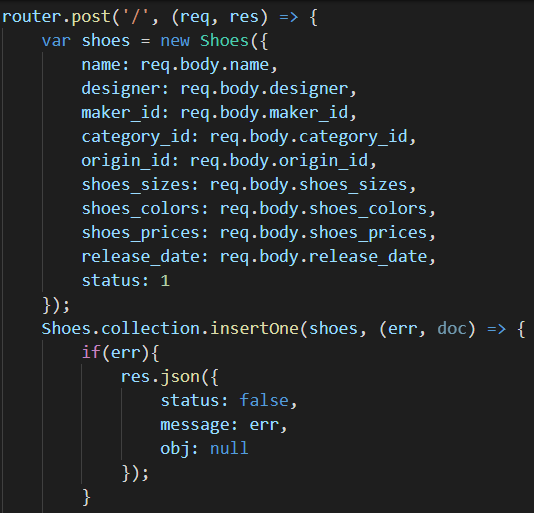 router.post('/', (req, res) => {
    var shoes = new Shoes({
        name: req.body.name,
        designer: req.body.designer,
        maker_id: req.body.maker_id,
        category_id: req.body.category_id,
        origin_id: req.body.origin_id,
        shoes_sizes: req.body.shoes_sizes,
        shoes_colors: req.body.shoes_colors,
        shoes_prices: req.body.shoes_prices,
        release_date: req.body.release_date,
        status: 1
    });
    Shoes.collection.insertOne(shoes, (err, doc) => {
        if(err){
            res.json({
                status: false,
                message: err,
                obj: null
            });
        }